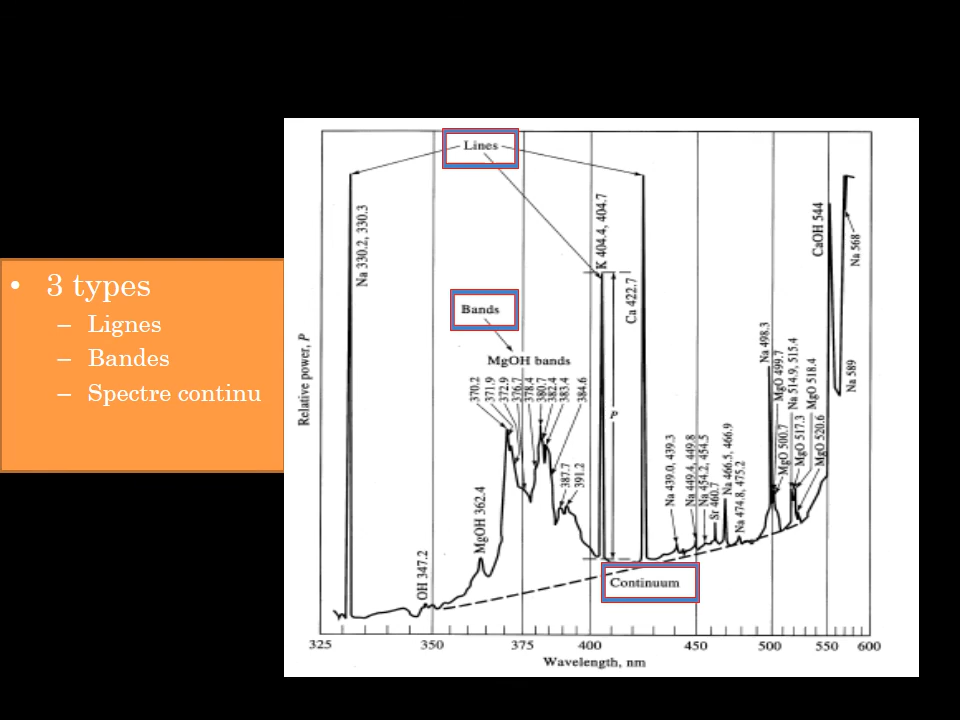 • 3 types
– Lignes
– Bandes
– Spectre continu
Lines
Na 330.2, 330.3
K 404.4, 404.7
Ca 422.7
CaOH 544
Na 568
Na 589
Bands
MgOH bands
370.2
371.9
372.9
376.7
378.4
380.7
382.4
383.4
384.6
387.7
391.2
P
OH 347.2
MgOH 362.4
Na 439.0, 439.3
Na 449.4, 449.8
Na 454.2, 454.5
Sr 460.7
Na 466.5, 466.9
Na 474.8, 475.2
Na 498.3
MgO 499.7
MgO 500.7
Na 514.9, 515.4
MgO 517.3
MgO 518.4
MgO 520.6
Continuum
Relative power, P
325 350 375 400 450 500 550 600
Wavelength, nm